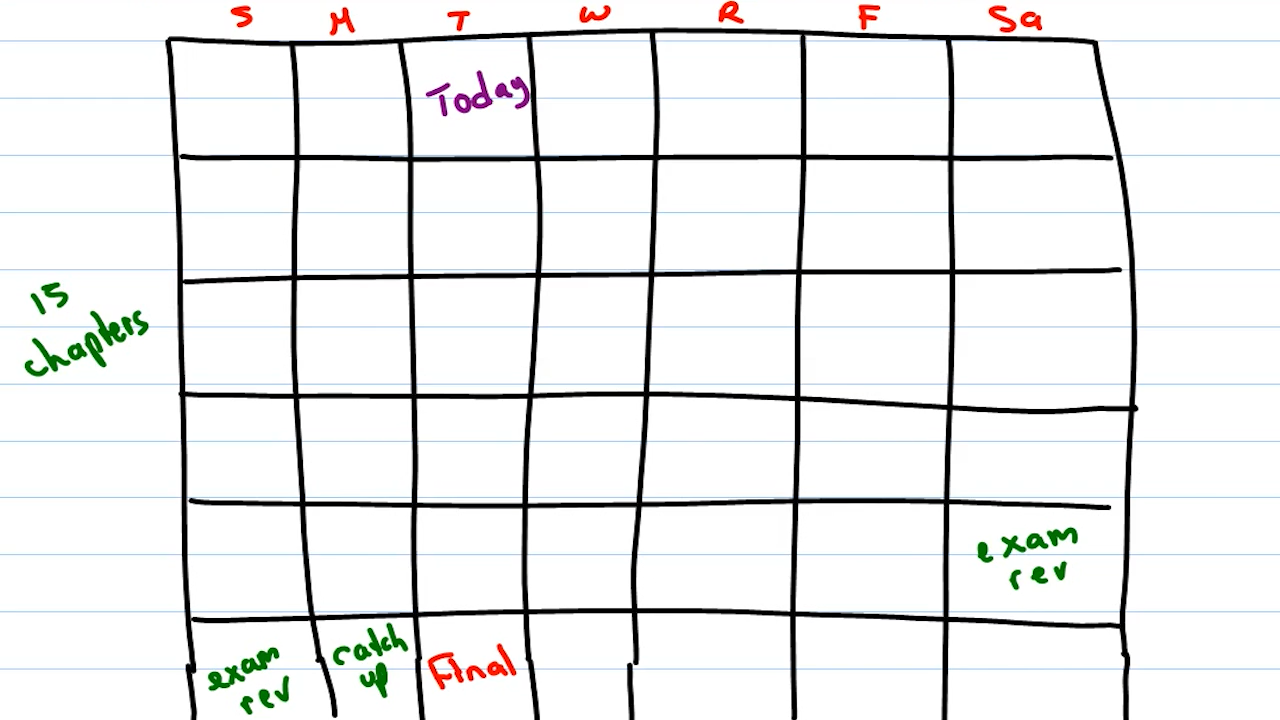 S M T W R F Sa
Today
15
chapters
exam
rev
exam
rev
catch
up
Final